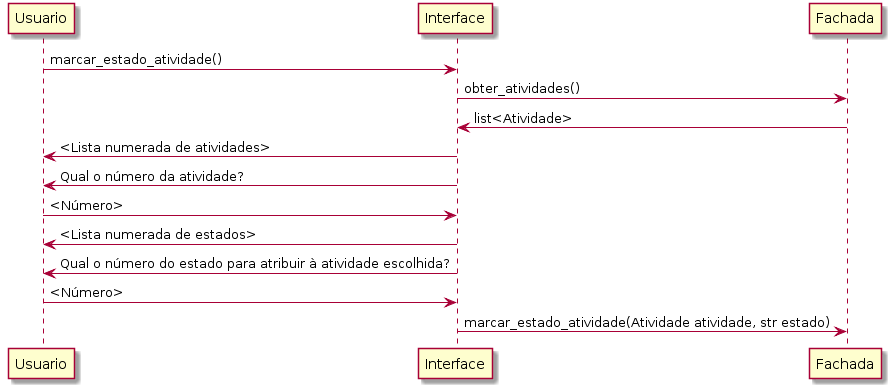 Usuario Interface Fachada
marcar_estado_atividade()
obter_atividades()
list<Atividade>
<Lista numerada de atividades>
Qual o número da atividade?
<Número>
<Lista numerada de estados>
Qual o número do estado para atribuir à atividade escolhida?
<Número>
marcar_estado_atividade(Atividade atividade, str estado)
Usuario Interface Fachada